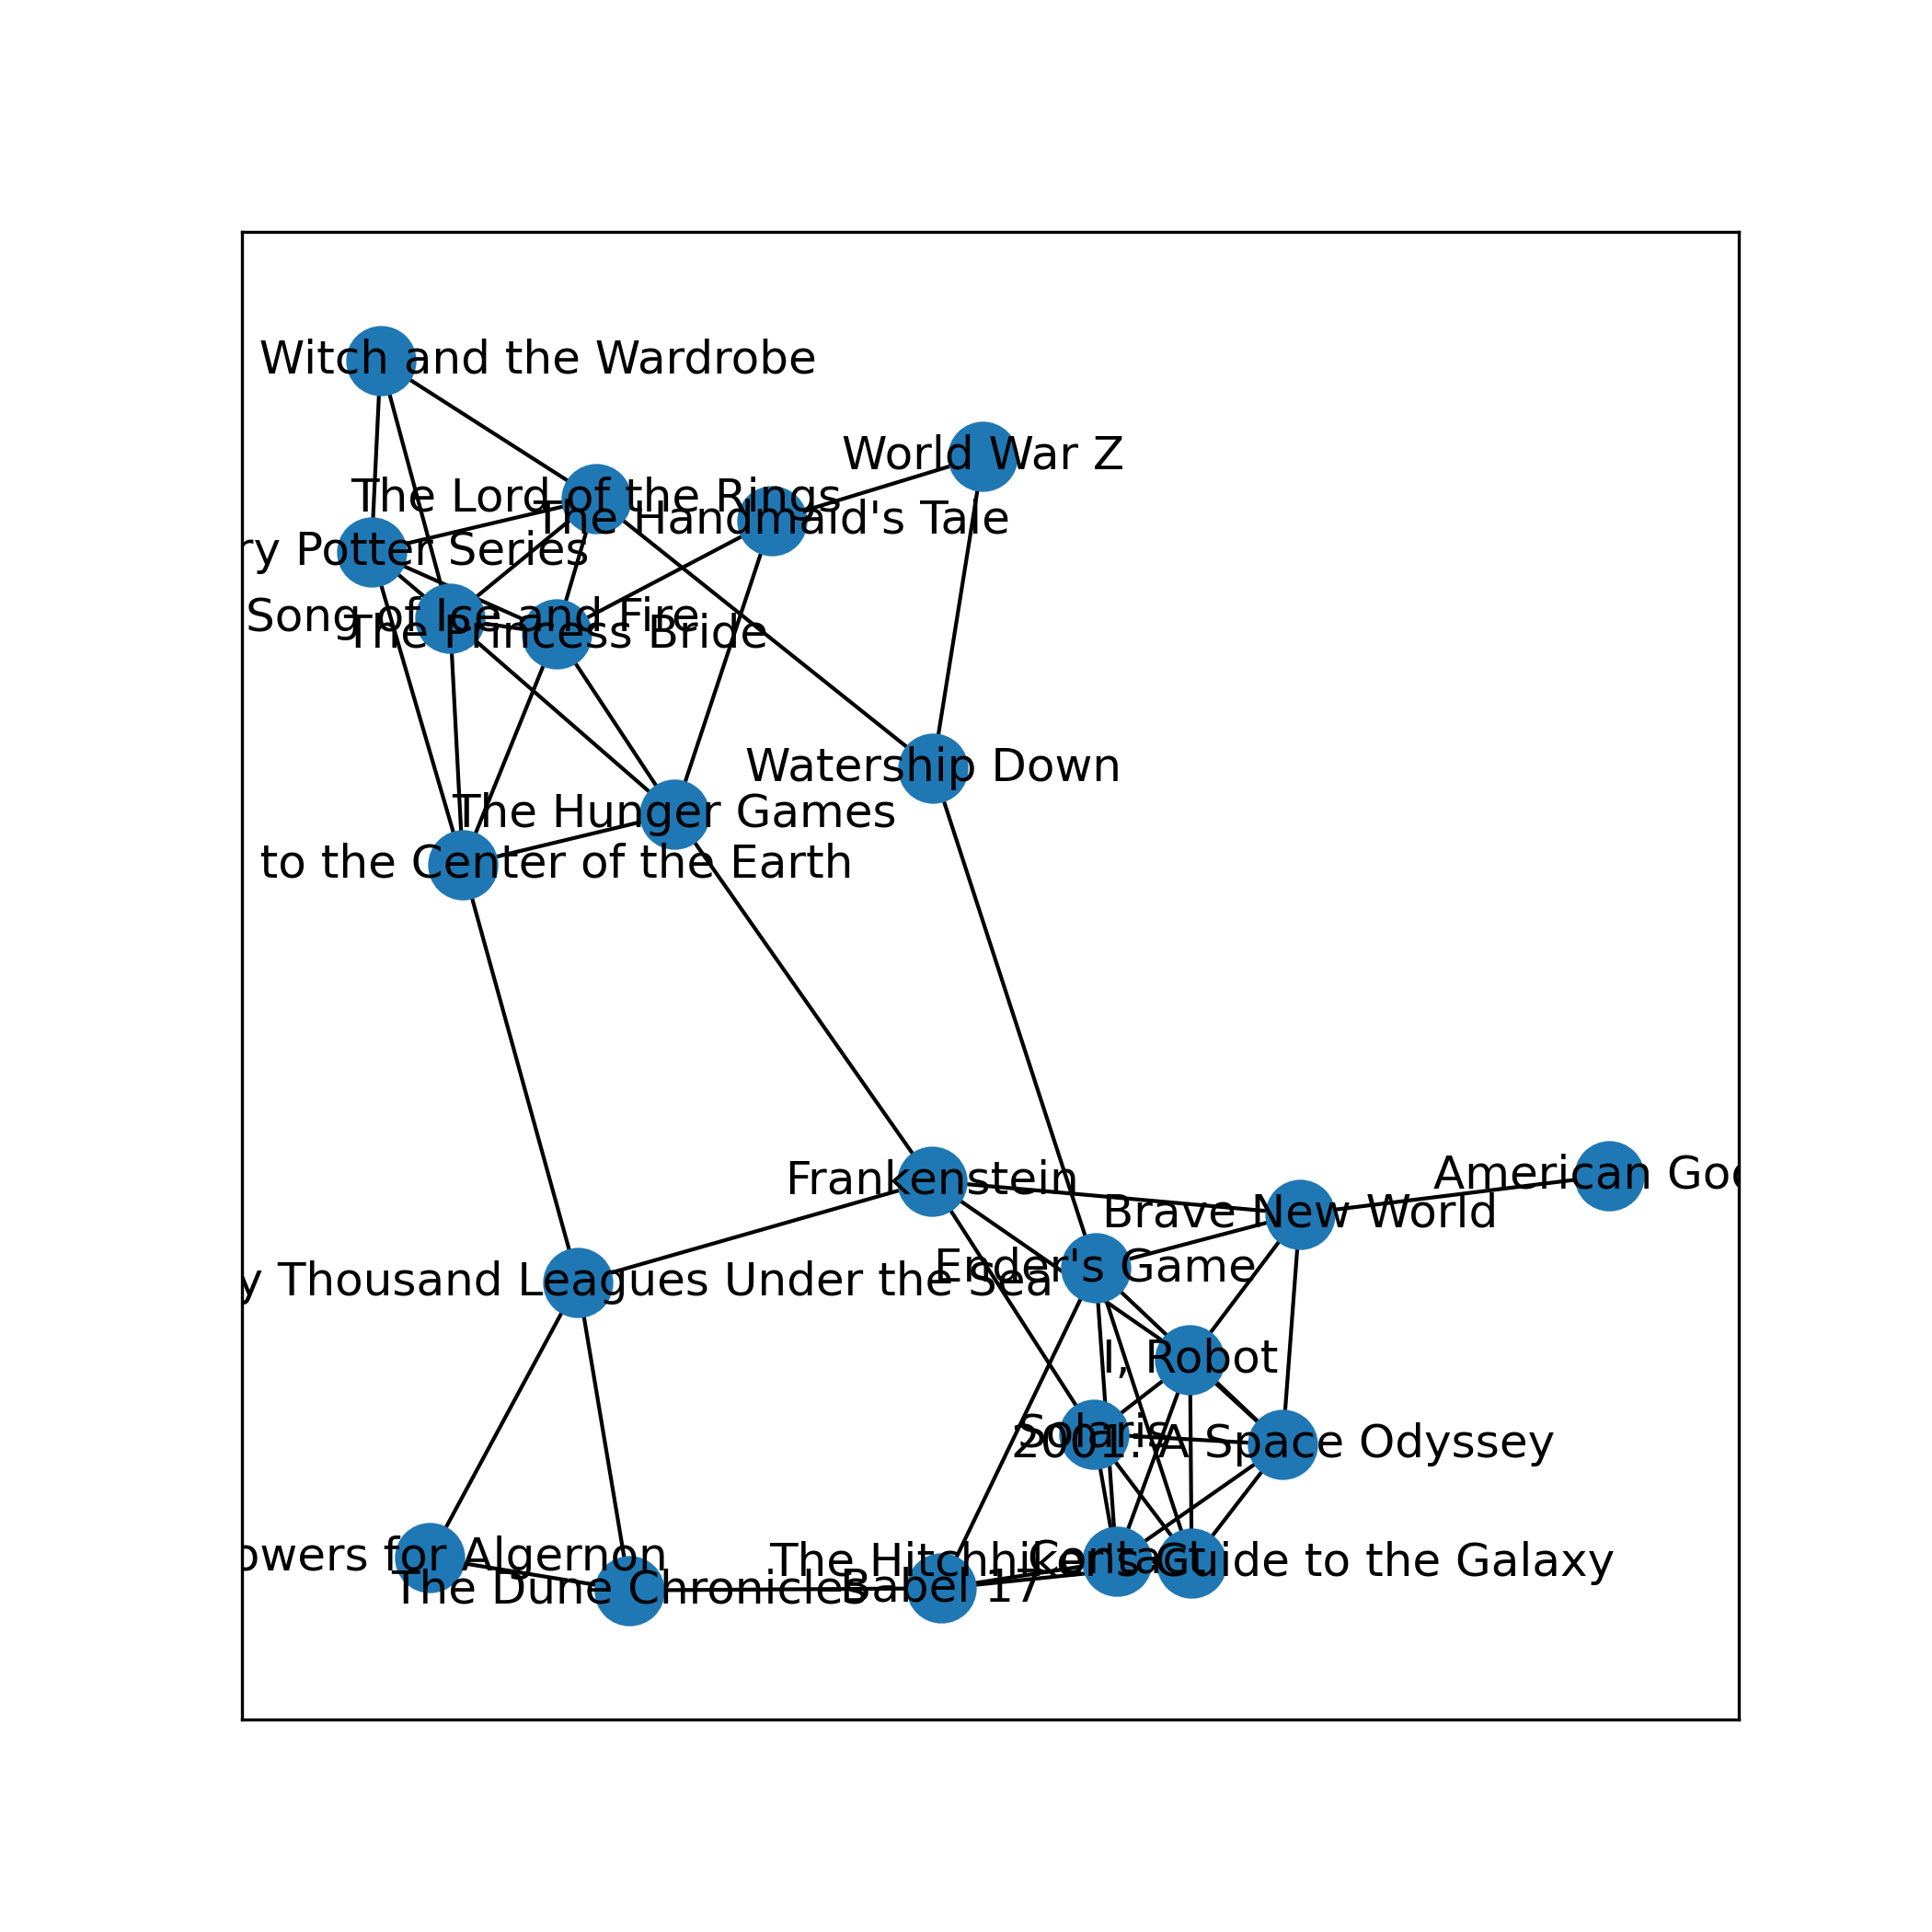 Witch and the Wardrobe
World War Z
The Lord of the Rings
The Handmaid's Tale
ry Potter Series
Song of Ice and Fire
The Princess Bride
Watership Down
The Hunger Games
to the Center of the Earth
American Go
Frankenstein
Brave New World
Ender's Game
y Thousand Leagues Under the Sea
I, Robot
Solaris
2001: A Space Odyssey
owers for Algernon
Contact
The Hitchhiker's Guide to the Galaxy
The Dune Chronicles
Babel 17